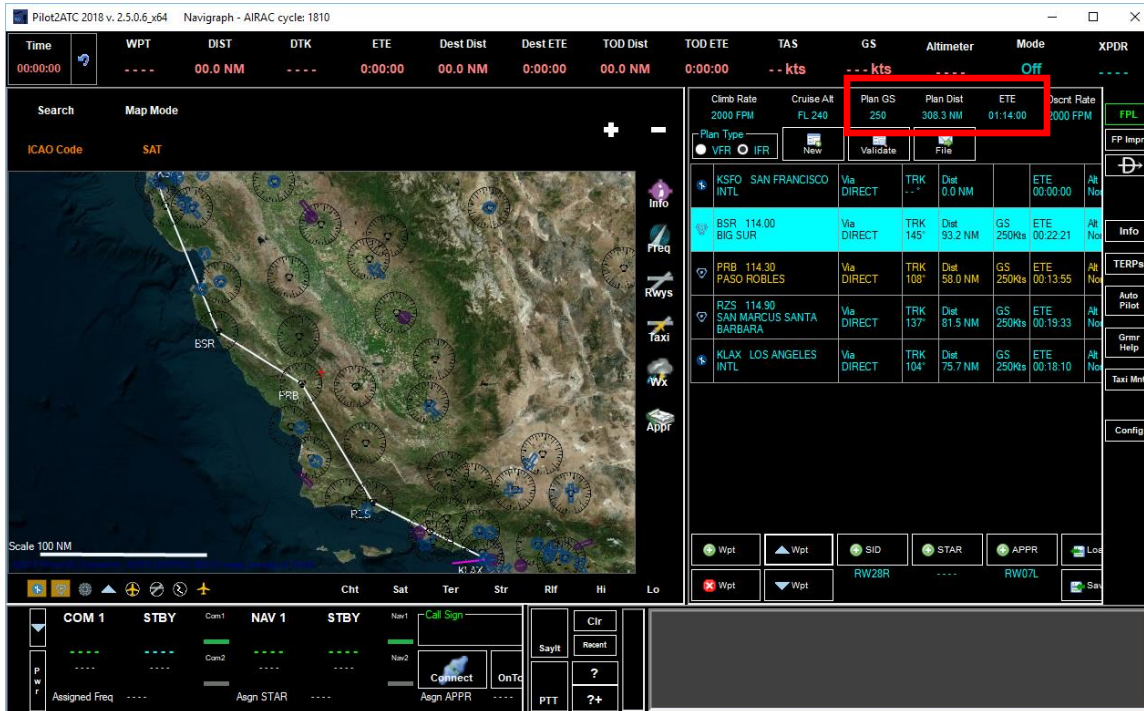 Pilot2ATC 2018 v. 2.5.0.6_x64 Navigraph - AIRAC cycle: 1810
Time WPT DIST DTK ETE Dest Dist Dest ETE TOD Dist TOD ETE TAS GS Altimeter Mode XPDR
00:00:00 - - - - 00.0 NM - - - - 0:00:00 00.0 NM 0:00:00 00.0 NM 0:00:00 - - kts - - - kts - - - - Off - - - -
Search Map Mode
ICAO Code SAT
Climb Rate Cruise Alt Plan GS Plan Dist ETE Dscnt Rate
2000 FPM FL 240 250 308.3 NM 01:14:00 2000 FPM
Plan Type
VFR IFR
New Validate File
KSFO SAN FRANCISCO INTL Via DIRECT TRK - - ° Dist 0.0 NM ETE 00:00:00 Alt
BSR 114.00 BIG SUR Via DIRECT TRK 145° Dist 93.2 NM GS 250Kts ETE 00:22:21 Alt
PRB 114.30 PASO ROBLES Via DIRECT TRK 108° Dist 58.0 NM GS 250Kts ETE 00:13:55 Alt
RZS 114.90 SAN MARCUS SANTA BARBARA Via DIRECT TRK 137° Dist 81.5 NM GS 250Kts ETE 00:19:33 Alt
KLAX LOS ANGELES INTL Via DIRECT TRK 104° Dist 75.7 NM GS 250Kts ETE 00:18:10 Alt
FPL
FP Impr
D
Info
TERPs
Auto Pilot
Grmr Help
Taxi Mnt
Config
Info
Freq
Rwys
Taxi
Wx
Appr
KSFO
BSR
PRB
RZS
KLAX
Scale 100 NM
Cht Sat Ter Str Rlf Hi Lo
Wpt Wpt SID STAR APPR Loa
RW28R - - - - RW07L
Wpt Wpt Sav
COM 1 STBY Com1 NAV 1 STBY Nav1 Call Sign
- - - - - - - - - - - - - - - -
Com2 Nav2
- - - - - - - - - - - - - - - -
Pwr
Connect OnTo
Assigned Freq - - - - Asgn STAR - - - - Asgn APPR - - - -
SayIt Clr
Recent
?
PTT ?+